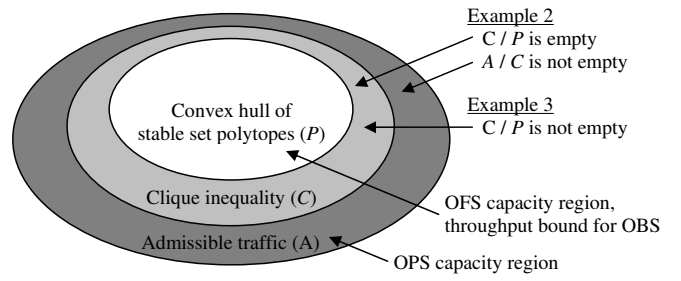 Example 2
C / P is empty
A / C is not empty
Example 3
C / P is not empty
Convex hull of
stable set polytopes (P)
Clique inequality (C)
OFS capacity region,
throughput bound for OBS
Admissible traffic (A)
OPS capacity region